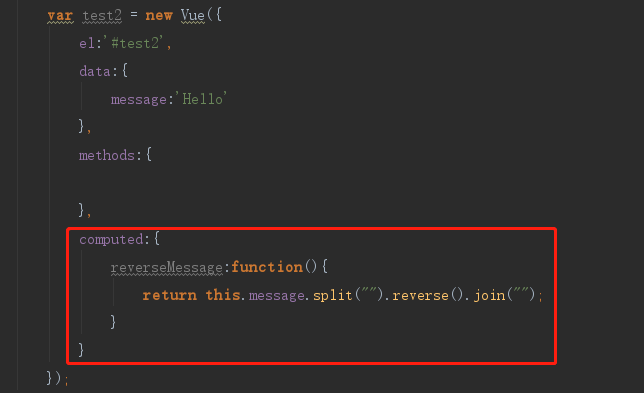 var test2 = new Vue({
el:'#test2',
data:{
message:'Hello'
},
methods:{
},
computed:{
reverseMessage:function(){
return this.message.split("").reverse().join("");
}
}
});